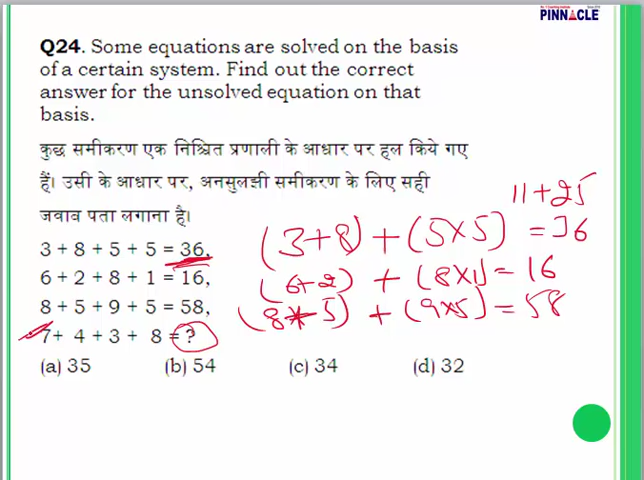 PINNACLE
Q24. Some equations are solved on the basis
of a certain system. Find out the correct
answer for the unsolved equation on that
basis.
कुछ समीकरण एक निश्चित प्रणाली के आधार पर हल किये गए
हैं। उसी के आधार पर, अनसुलझी समीकरण के लिए सही
जवाब पता लगाना है।
11+25
3 + 8 + 5 + 5 = 36,
(3+8) + (5×5) = 36
6 + 2 + 8 + 1 = 16,
(6+2) + (8×1) = 16
8 + 5 + 9 + 5 = 58,
(8+5) + (9×5) = 58
7+ 4 + 3 + 8 = ?
(a) 35 (b) 54 (c) 34 (d) 32